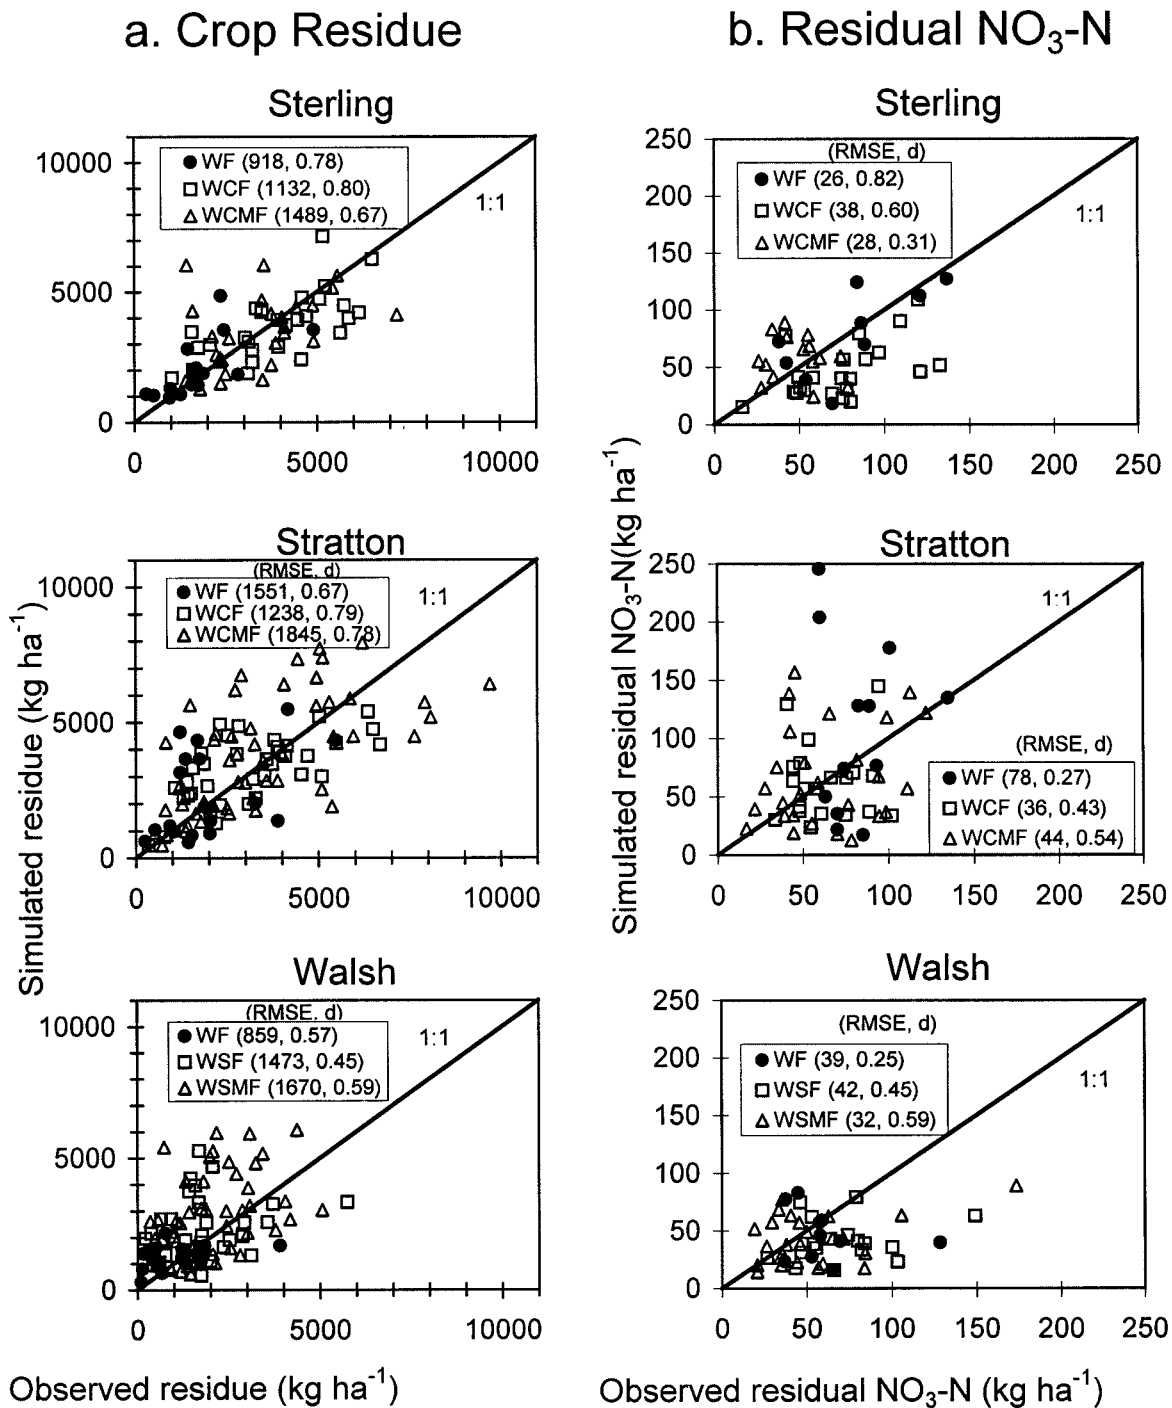 a. Crop Residue
b. Residual NO₃-N
Sterling
10000
5000
0
WF (918, 0.78)
WCF (1132, 0.80)
WCMF (1489, 0.67)
1:1
0 5000 10000
Sterling
250
200
150
100
50
0
(RMSE, d)
WF (26, 0.82)
WCF (38, 0.60)
WCMF (28, 0.31)
1:1
0 50 100 150 200 250
Simulated residue (kg ha⁻¹)
Stratton
10000
5000
0
(RMSE, d)
WF (1551, 0.67)
WCF (1238, 0.79)
WCMF (1845, 0.78)
1:1
0 5000 10000
Simulated residual NO₃-N(kg ha⁻¹)
Stratton
250
200
150
100
50
0
1:1
(RMSE, d)
WF (78, 0.27)
WCF (36, 0.43)
WCMF (44, 0.54)
0 50 100 150 200 250
Walsh
10000
5000
0
(RMSE, d)
WF (859, 0.57)
WSF (1473, 0.45)
WSMF (1670, 0.59)
1:1
0 5000 10000
Walsh
250
200
150
100
50
0
(RMSE, d)
WF (39, 0.25)
WSF (42, 0.45)
WSMF (32, 0.59)
1:1
0 50 100 150 200 250
Observed residue (kg ha⁻¹)
Observed residual NO₃-N (kg ha⁻¹)